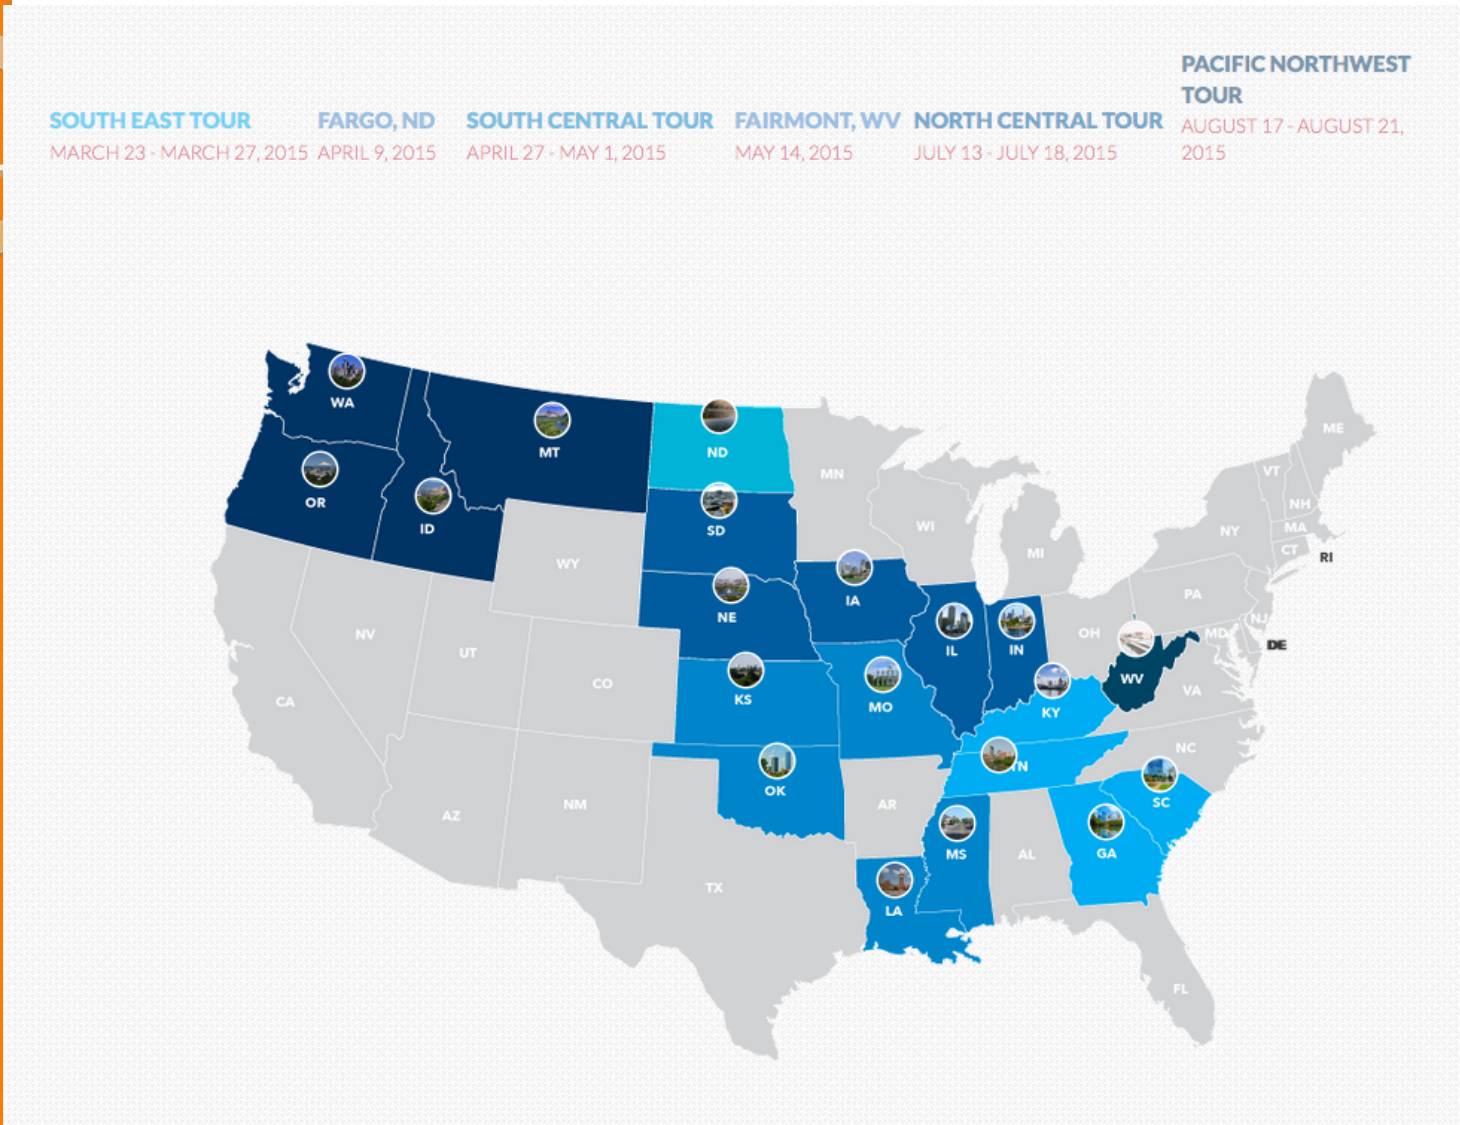 PACIFIC NORTHWEST
TOUR
AUGUST 17 - AUGUST 21,
2015
SOUTH EAST TOUR
MARCH 23 - MARCH 27, 2015
FARGO, ND
APRIL 9, 2015
SOUTH CENTRAL TOUR
APRIL 27 - MAY 1, 2015
FAIRMONT, WV
MAY 14, 2015
NORTH CENTRAL TOUR
JULY 13 - JULY 18, 2015
WA
MT
ND
ME
OR
ID
SD
MN
WI
MI
VT
NH
NY
MA
CT
RI
WY
NE
IA
IL
IN
OH
PA
NJ
MD
DE
NV
UT
CO
KS
MO
KY
WV
VA
CA
AZ
NM
OK
AR
TN
NC
SC
TX
LA
MS
AL
GA
FL